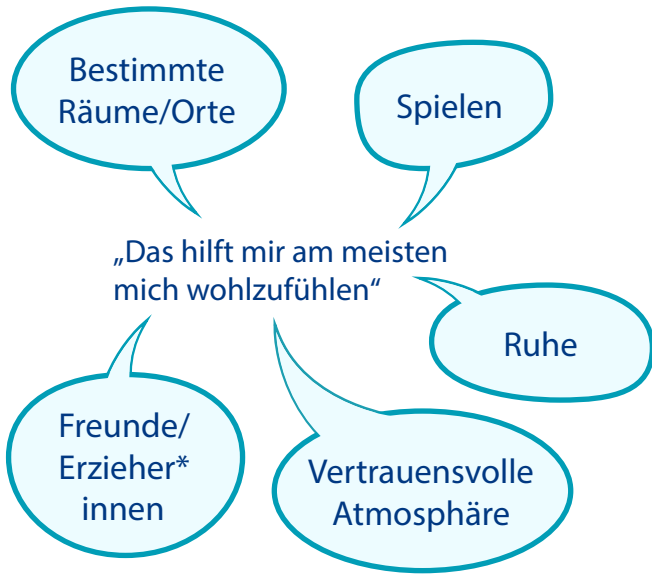 Bestimmte
Räume/Orte
Spielen
„Das hilft mir am meisten
mich wohlzufühlen“
Ruhe
Freunde/
Erzieher*
innen
Vertrauensvolle
Atmosphäre